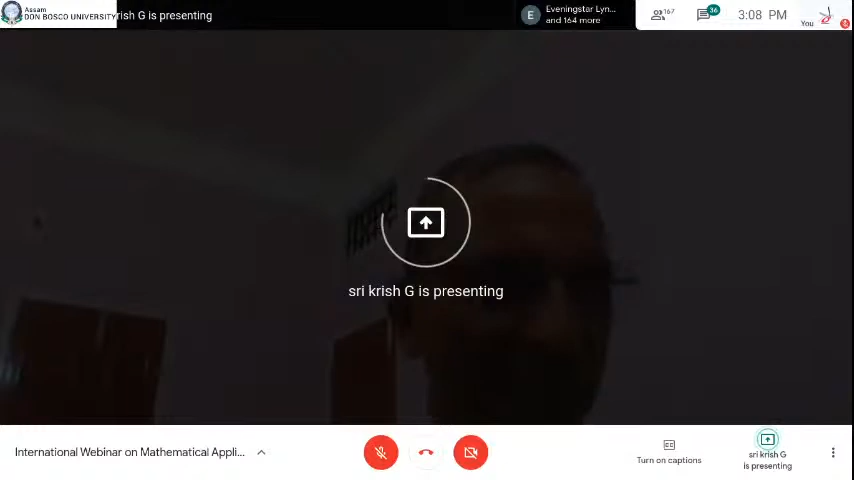 Assam
DON BOSCO UNIVERSITY
rish G is presenting
E
Eveningstar Lyn...
and 164 more
167
36
3:08 PM
You
sri krish G is presenting
International Webinar on Mathematical Appli...
CC
Turn on captions
sri krish G
is presenting